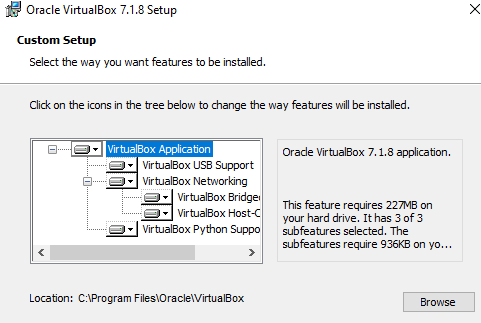 Oracle VirtualBox 7.1.8 Setup
Custom Setup
Select the way you want features to be installed.
Click on the icons in the tree below to change the way features will be installed.
VirtualBox Application
VirtualBox USB Support
VirtualBox Networking
VirtualBox Bridged
VirtualBox Host-O
VirtualBox Python Suppo
Oracle VirtualBox 7.1.8 application.
This feature requires 227MB on
your hard drive. It has 3 of 3
subfeatures selected. The
subfeatures require 936KB on yo...
Location: C:\Program Files\Oracle\VirtualBox
Browse